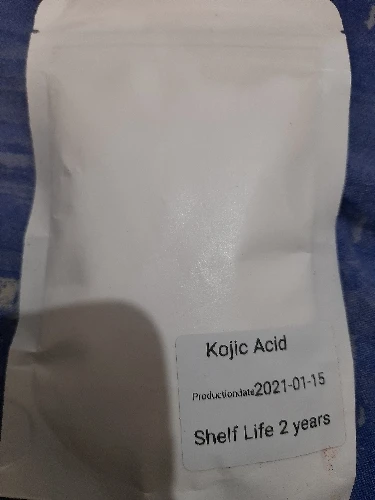 Kojic Acid
Productiondate2021-01-15
Shelf Life 2 years